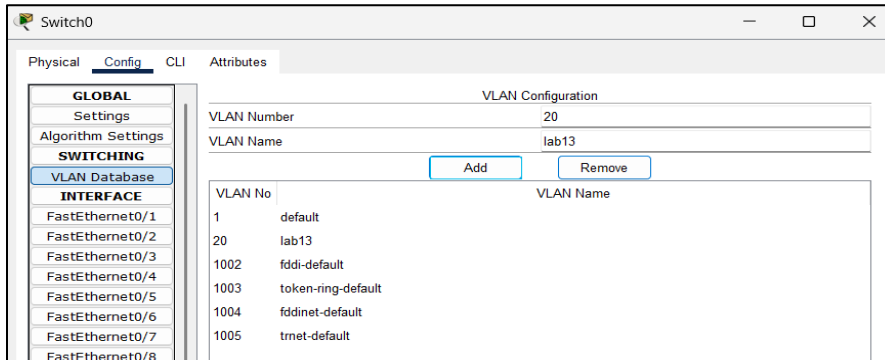 Switch0
Physical Config CLI Attributes
GLOBAL
Settings
Algorithm Settings
SWITCHING
VLAN Database
INTERFACE
FastEthernet0/1
FastEthernet0/2
FastEthernet0/3
FastEthernet0/4
FastEthernet0/5
FastEthernet0/6
FastEthernet0/7
FastEthernet0/8
VLAN Configuration
VLAN Number 20
VLAN Name lab13
Add Remove
VLAN No VLAN Name
1 default
20 lab13
1002 fddi-default
1003 token-ring-default
1004 fddinet-default
1005 trnet-default